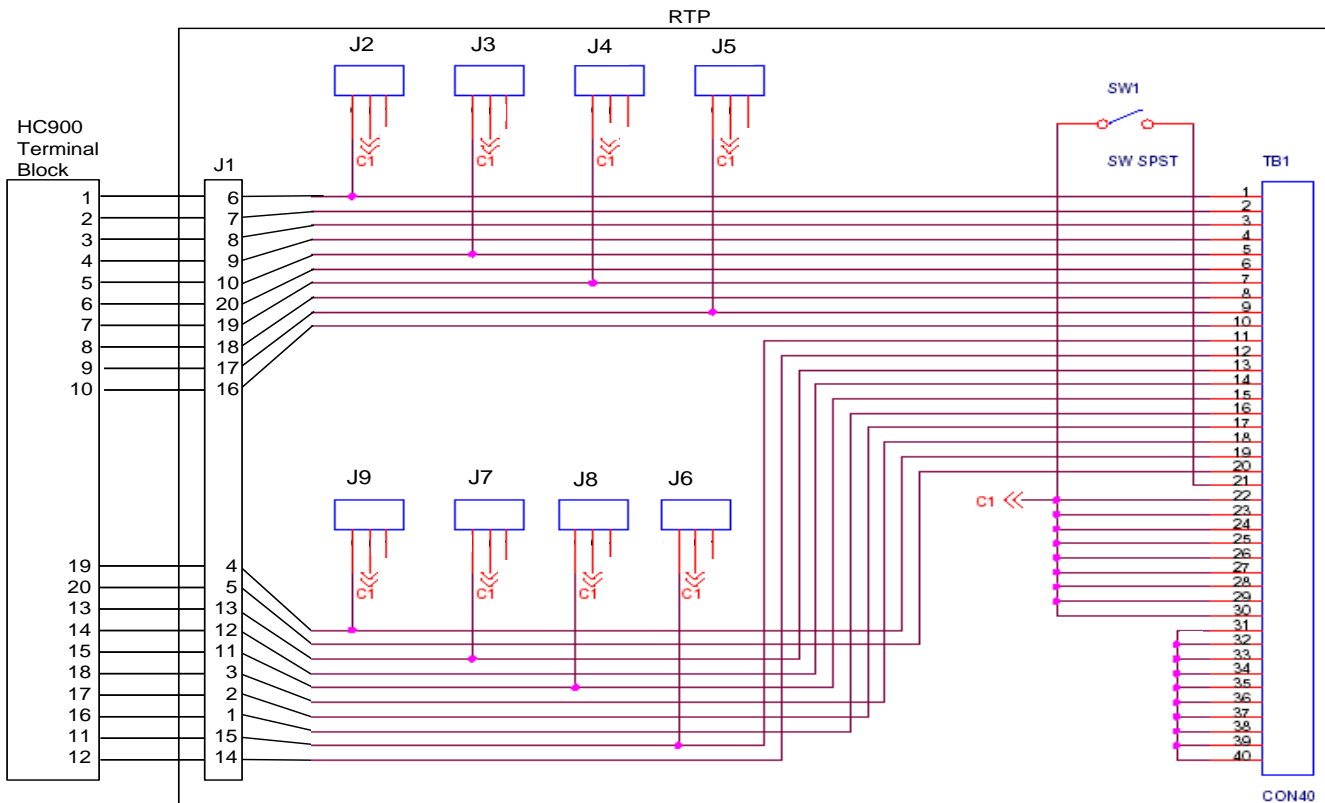 RTP
J2 J3 J4 J5
SW1
HC900
Terminal
Block
J1
C1 C1 C1 C1
SW SPST
TB1
1 6 1
2 7 2
3 8 3
4 9 4
5 10 5
6 20 6
7 19 7
8 18 8
9 17 9
10 16 10
11
12
13
14
15
16
17
18
19
20
21
J9 J7 J8 J6
C1 22
23
24
25
26
27
28
29
30
C1 C1 C1 C1
19 4
20 5
13 13
14 12
15 11
18 3
17 2
16 1
11 15
12 14
31
32
33
34
35
36
37
38
39
40
CON40